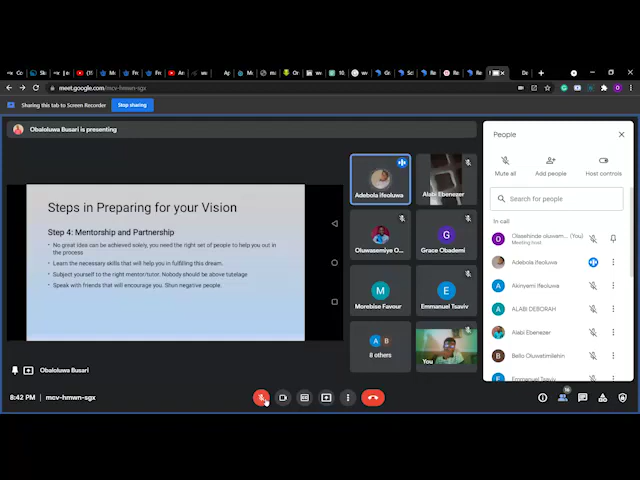 meet.google.com/mcv-hmwn-sgx
Sharing this tab to Screen Recorder
Stop sharing
Obaloluwa Busari is presenting
People
Steps in Preparing for your Vision
Step 4: Mentorship and Partnership
No great idea can be achieved solely, you need the right set of people to help you out in
the process
Learn the necessary skills that will help you in fulfilling this dream.
Subject yourself to the right mentor/tutor. Nobody should be above tutelage
Speak with friends that will encourage you. Shun negative people.
Adebola ifeoluwa
Alabi Ebenezer
Oluwasemiye O...
Grace Obademi
G
Morebise Favour
M
Emmanuel Tsaviv
E
A B
8 others
You
Mute all
Add people
Host controls
Search for people
In call
(You)
Meeting host
Adebola ifeoluwa
A
Akinyemi Ifeoluwa
A
ALABI DEBORAH
Alabi Ebenezer
B
Bello Oluwatimilehin
E
Emmanuel Tsaviv
Obaloluwa Busari
8:42 PM | mcv-hmwn-sgx